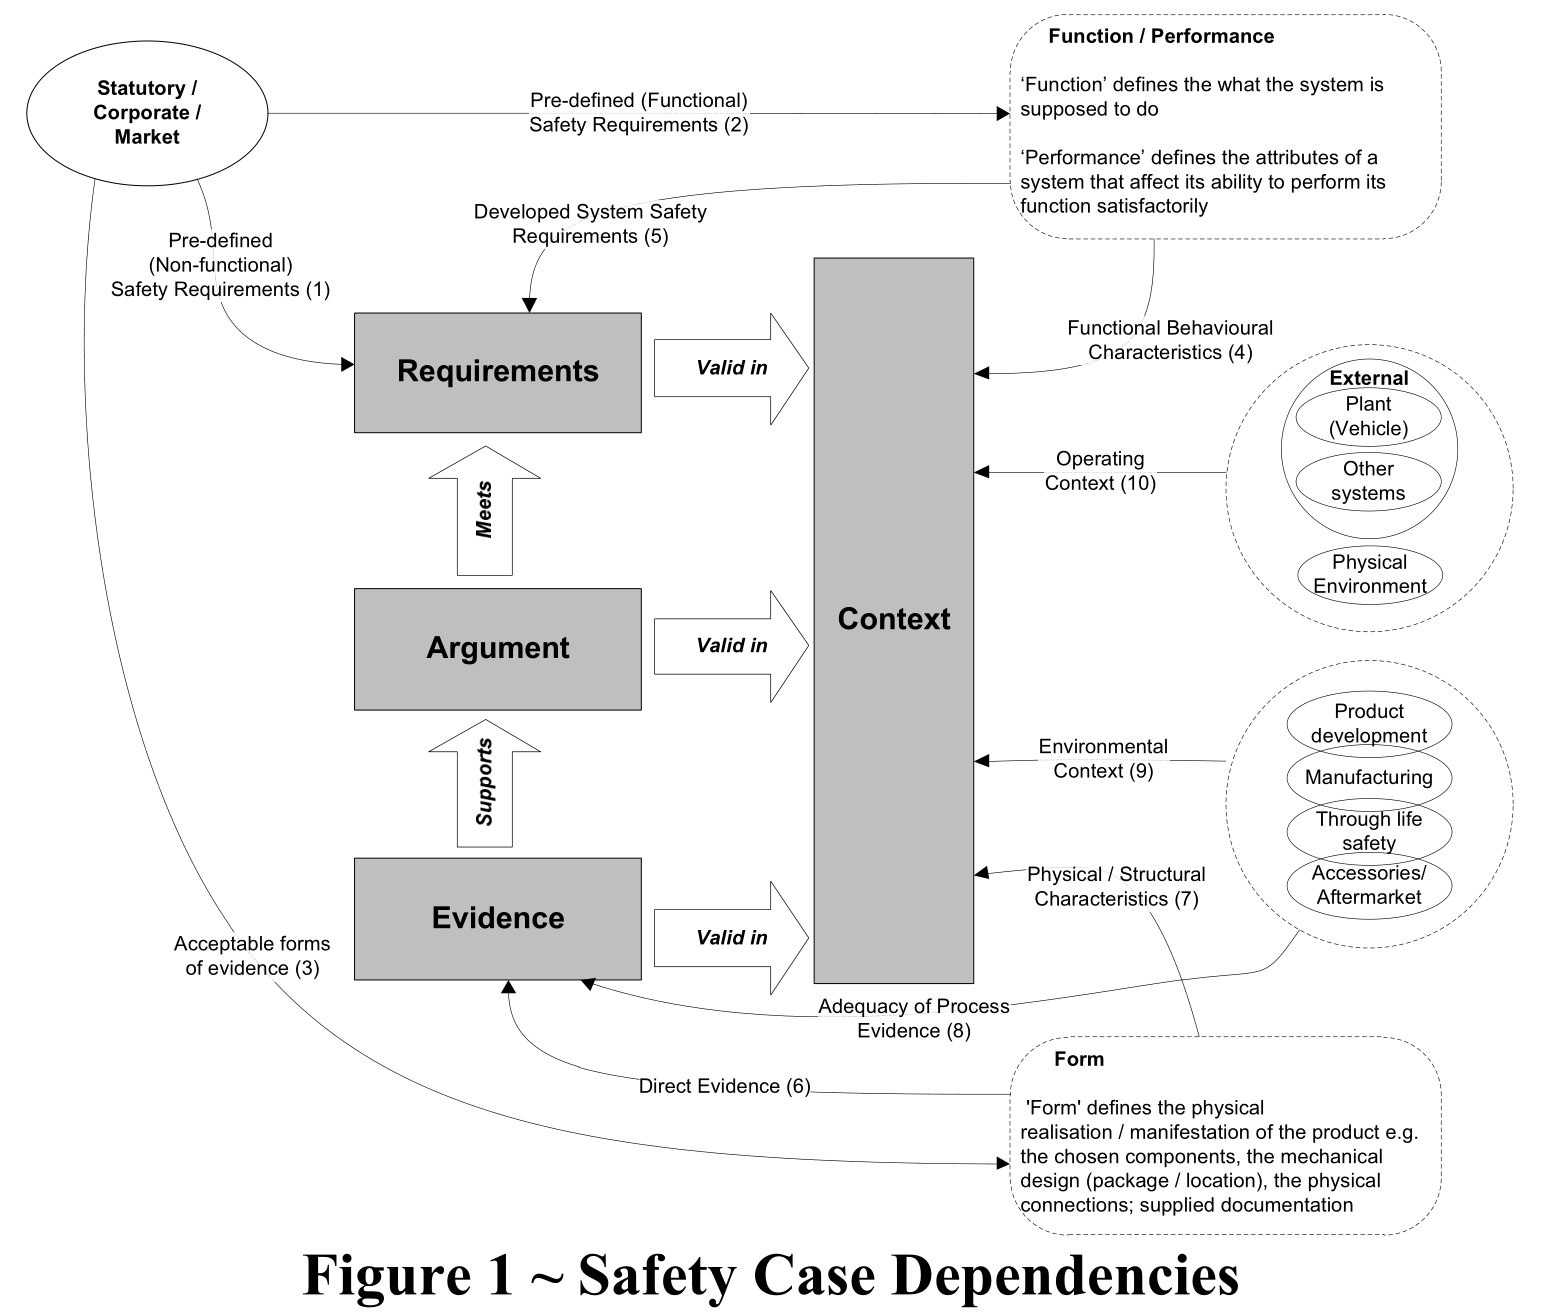 Statutory /
Corporate /
Market
Pre-defined (Functional)
Safety Requirements (2)
Function / Performance
‘Function’ defines the what the system is
supposed to do
‘Performance’ defines the attributes of a
system that affect its ability to perform its
function satisfactorily
Developed System Safety
Requirements (5)
Pre-defined
(Non-functional)
Safety Requirements (1)
Requirements
Valid in
Functional Behavioural
Characteristics (4)
External
Plant
(Vehicle)
Other
systems
Physical
Environment
Operating
Context (10)
Meets
Argument
Valid in
Context
Supports
Environmental
Context (9)
Product
development
Manufacturing
Through life
safety
Accessories/
Aftermarket
Physical / Structural
Characteristics (7)
Evidence
Valid in
Acceptable forms
of evidence (3)
Adequacy of Process
Evidence (8)
Direct Evidence (6)
Form
'Form' defines the physical
realisation / manifestation of the product e.g.
the chosen components, the mechanical
design (package / location), the physical
connections; supplied documentation
Figure 1 ~ Safety Case Dependencies